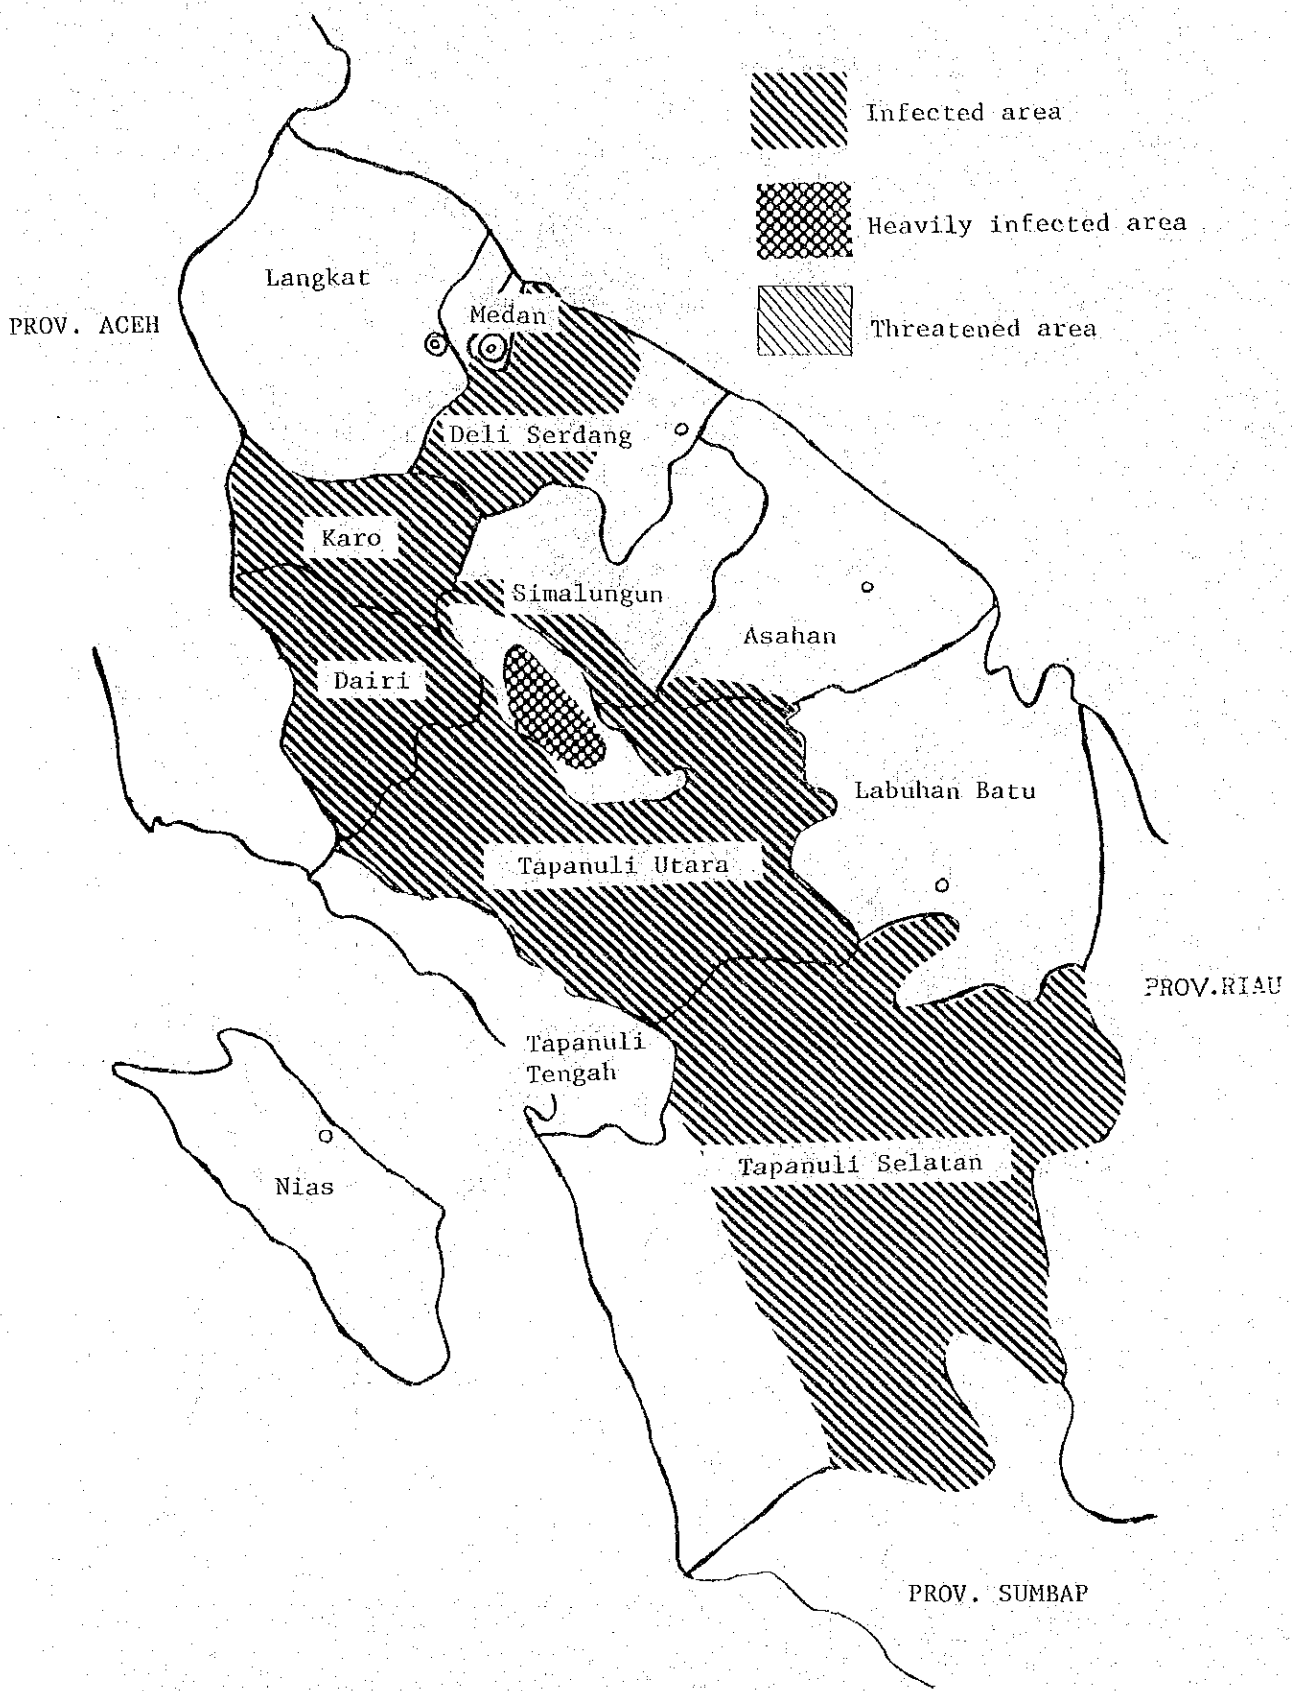 Infected area
Heavily infected area
Threatened area
Langkat
PROV. ACEH
Medan
Deli Serdang
Karo
Simalungun
Asahan
Dairi
Labuhan Batu
Tapanuli Utara
PROV.RIAU
Tapanuli
Tengah
Tapanuli Selatan
Nias
PROV. SUMBAP